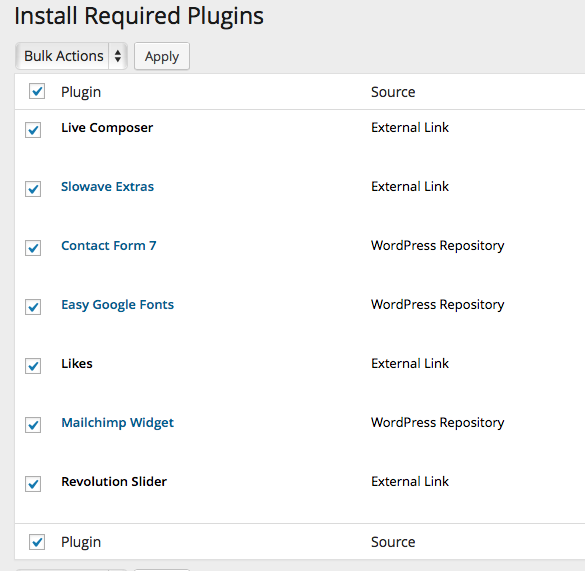 Install Required Plugins
Bulk Actions Apply
Plugin Source
Live Composer External Link
Slowave Extras External Link
Contact Form 7 WordPress Repository
Easy Google Fonts WordPress Repository
Likes External Link
Mailchimp Widget WordPress Repository
Revolution Slider External Link
Plugin Source